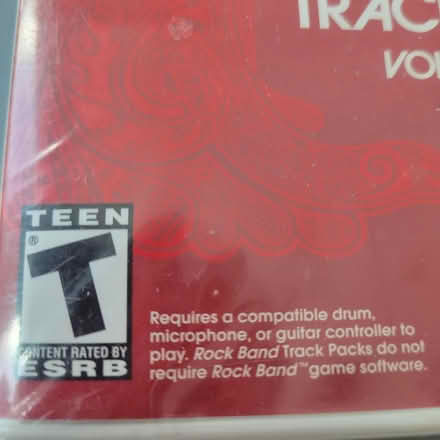 TRAC
VO
TEEN
®
T
CONTENT RATED BY
ESRB
Requires a compatible drum,
microphone, or guitar controller to
play. Rock Band Track Packs do not
require Rock Band™ game software.